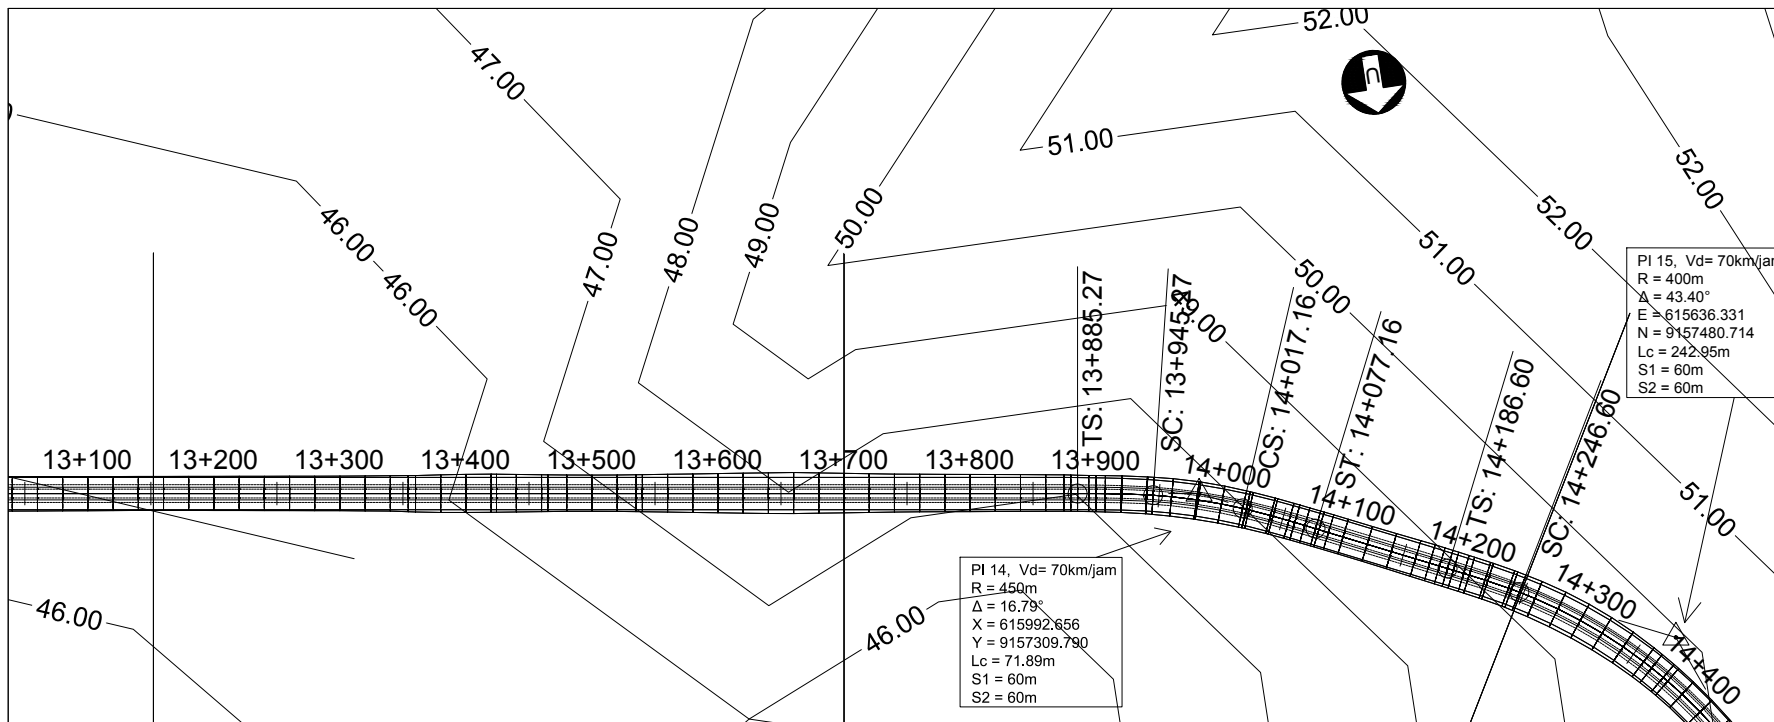 52.00
47.00
U
51.00
52.00
46.00
50.00
49.00
48.00
47.00
52.00
51.00
50.00
46.00
49.00
PI 15, Vd= 70km/jam
R = 400m
Δ = 43.40°
E = 615636.331
N = 9157480.714
Lc = 242.95m
S1 = 60m
S2 = 60m
TS: 13+885.27
SC: 13+945.27
CS: 14+017.16
ST: 14+077.16
TS: 14+186.60
SC: 14+246.60
13+100
13+200
13+300
13+400
13+500
13+600
13+700
13+800
13+900
14+000
14+100
14+200
14+300
14+400
51.00
46.00
46.00
PI 14, Vd= 70km/jam
R = 450m
Δ = 16.79°
X = 615992.656
Y = 9157309.790
Lc = 71.89m
S1 = 60m
S2 = 60m